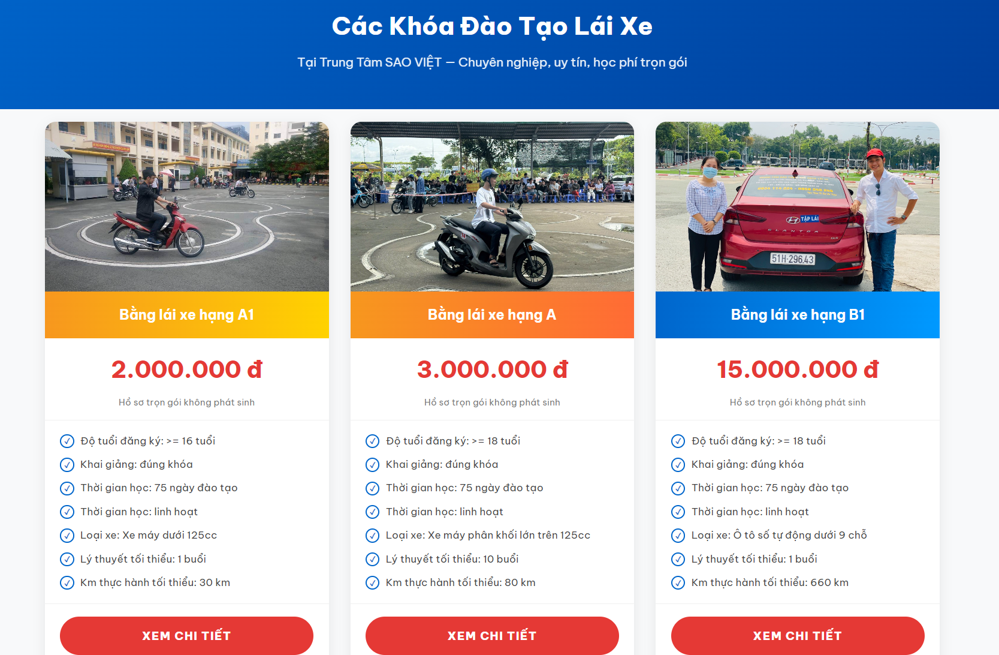 Các Khóa Đào Tạo Lái Xe
Tại Trung Tâm SAO VIỆT — Chuyên nghiệp, uy tín, học phí trọn gói
TẬP LÁI
ELANTRA
51H-296.43
Bằng lái xe hạng A1
Bằng lái xe hạng A
Bằng lái xe hạng B1
2.000.000 đ
Hồ sơ trọn gói không phát sinh
3.000.000 đ
Hồ sơ trọn gói không phát sinh
15.000.000 đ
Hồ sơ trọn gói không phát sinh
Độ tuổi đăng ký: >= 16 tuổi
Khai giảng: đúng khóa
Thời gian học: 75 ngày đào tạo
Thời gian học: linh hoạt
Loại xe: Xe máy dưới 125cc
Lý thuyết tối thiểu: 1 buổi
Km thực hành tối thiểu: 30 km
XEM CHI TIẾT
Độ tuổi đăng ký: >= 18 tuổi
Khai giảng: đúng khóa
Thời gian học: 75 ngày đào tạo
Thời gian học: linh hoạt
Loại xe: Xe máy phân khối lớn trên 125cc
Lý thuyết tối thiểu: 10 buổi
Km thực hành tối thiểu: 80 km
XEM CHI TIẾT
Độ tuổi đăng ký: >= 18 tuổi
Khai giảng: đúng khóa
Thời gian học: 75 ngày đào tạo
Thời gian học: linh hoạt
Loại xe: Ô tô số tự động dưới 9 chỗ
Lý thuyết tối thiểu: 1 buổi
Km thực hành tối thiểu: 660 km
XEM CHI TIẾT